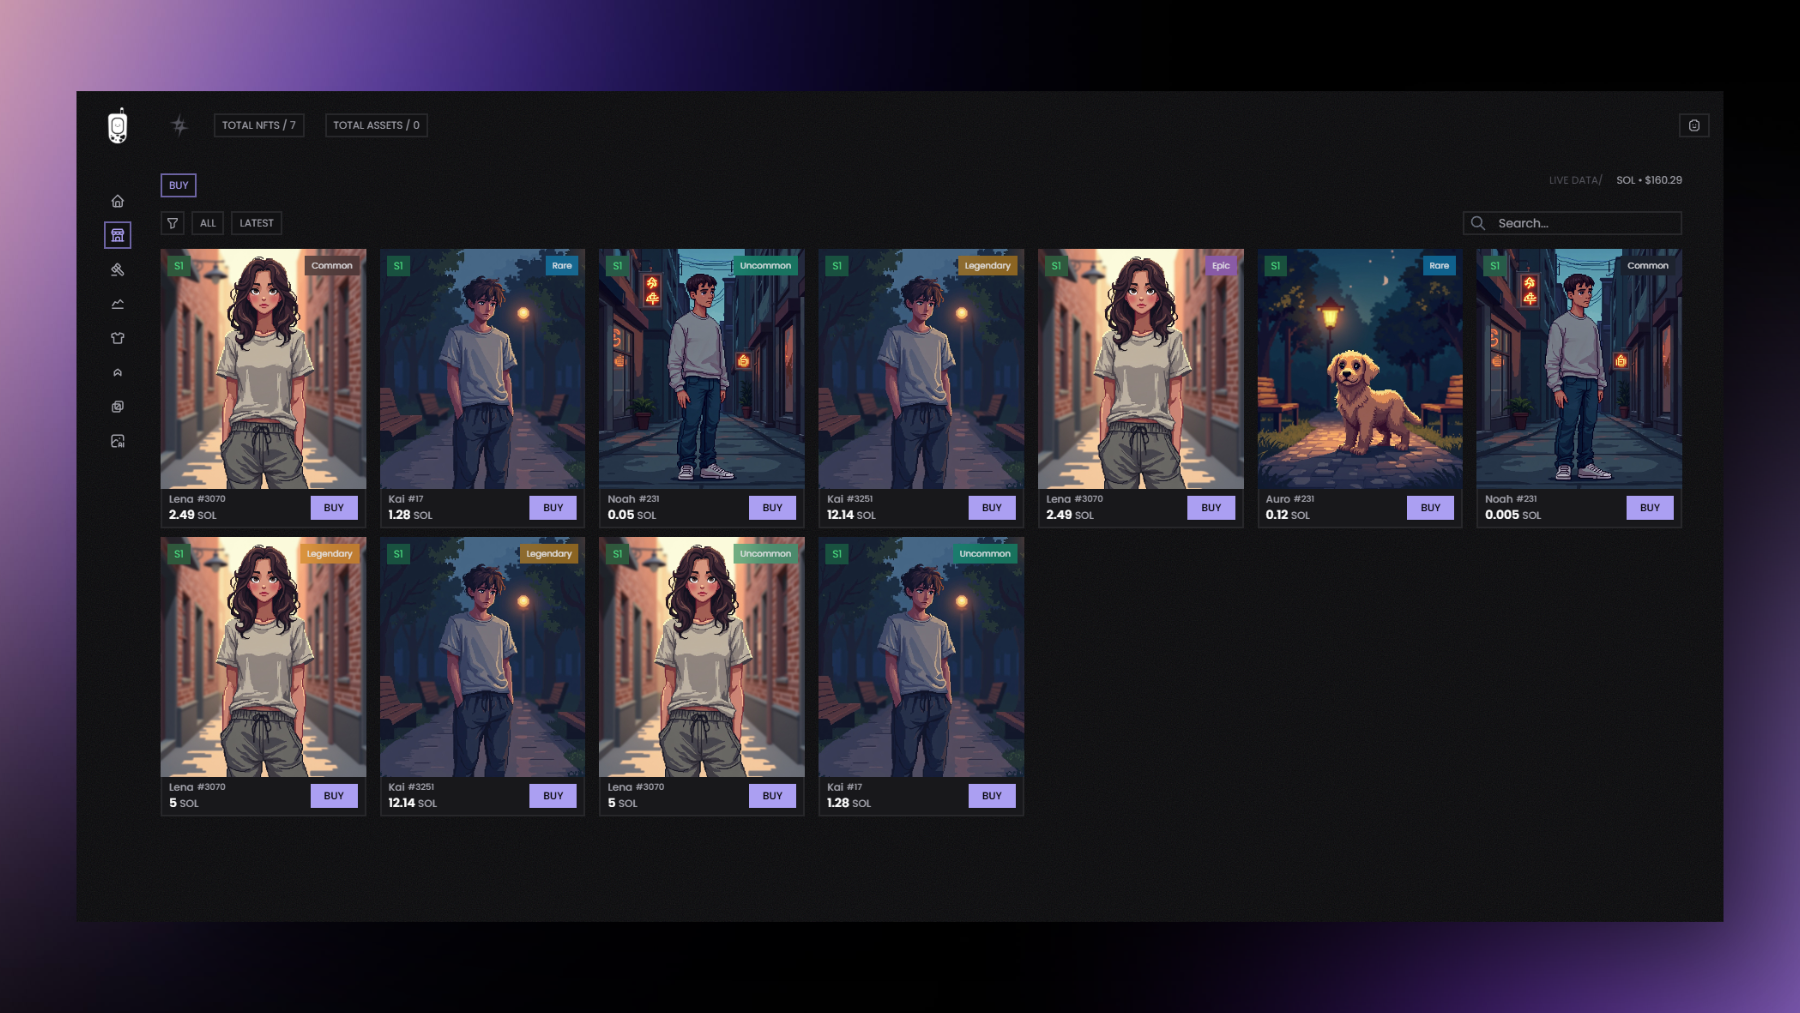 TOTAL NFTS / 7
TOTAL ASSETS / 0
BUY
LIVE DATA/ SOL • $160.29
ALL
LATEST
Search...
S1 Common
S1 Rare
S1 Uncommon
S1 Legendary
S1 Epic
S1 Rare
S1 Common
Lena #3070
2.49 SOL
BUY
Kai #17
1.28 SOL
BUY
Noah #231
0.05 SOL
BUY
Kai #3251
12.14 SOL
BUY
Lena #3070
2.49 SOL
BUY
Auro #231
0.12 SOL
BUY
Noah #231
0.005 SOL
BUY
S1 Legendary
S1 Legendary
S1 Uncommon
S1 Uncommon
Lena #3070
5 SOL
BUY
Kai #3251
12.14 SOL
BUY
Lena #3070
5 SOL
BUY
Kai #17
1.28 SOL
BUY